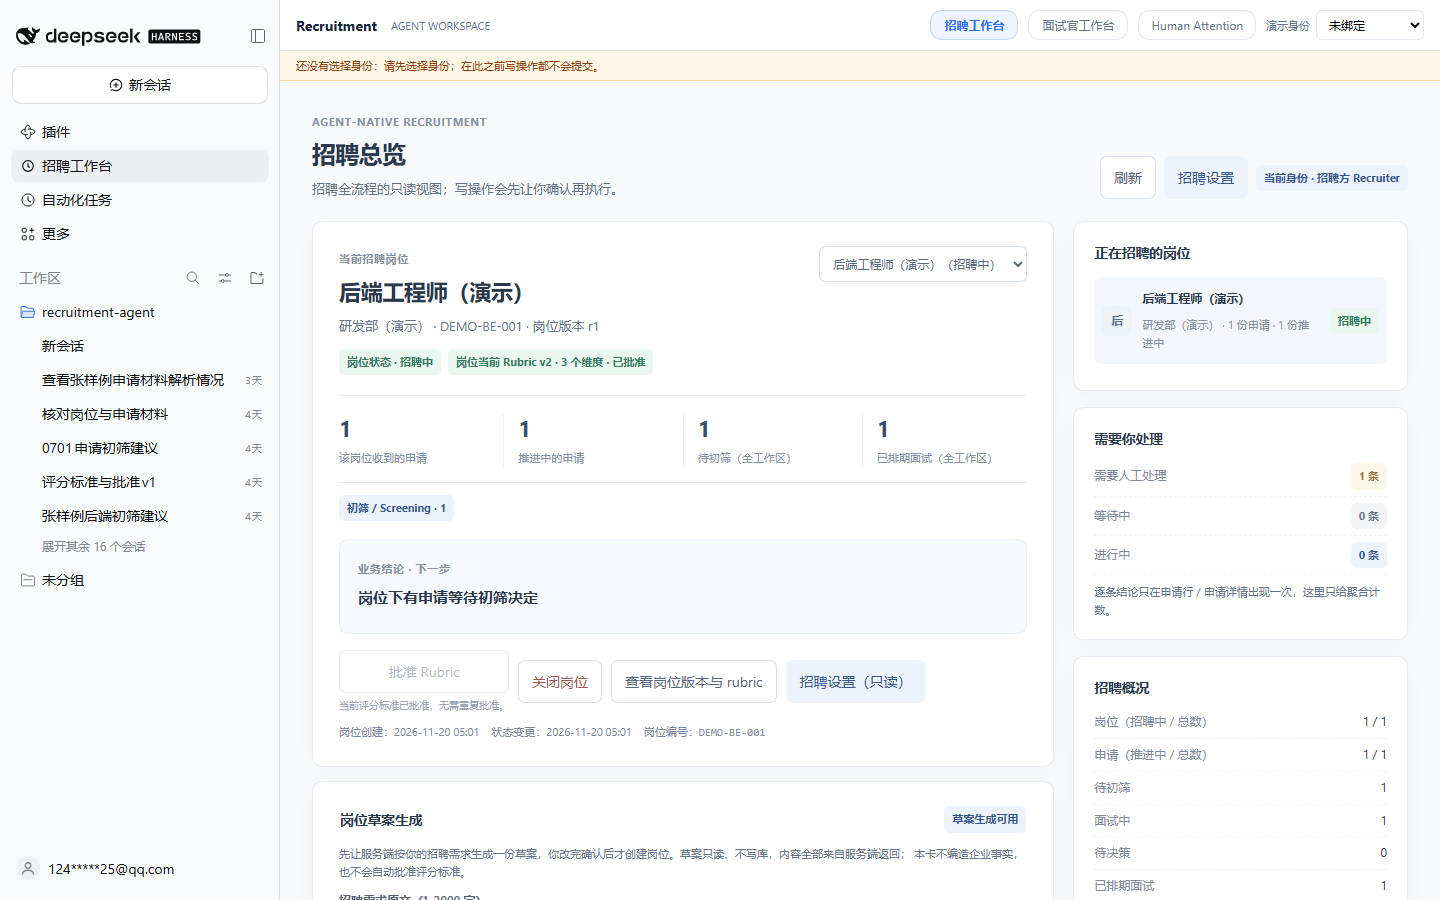 deepseek HARNESS
新会话
插件
招聘工作台
自动化任务
更多
工作区
recruitment-agent
新会话
查看张样例申请材料解析情况 3天
核对岗位与申请材料 4天
0701申请初筛建议 4天
评分标准与批准v1 4天
张样例后端初筛建议 4天
展开其余 16 个会话
未分组
124*****25@qq.com
Recruitment AGENT WORKSPACE
招聘工作台 面试官工作台 Human Attention 演示身份 未绑定
还没有选择身份：请先选择身份；在此之前写操作都不会提交。
AGENT-NATIVE RECRUITMENT
招聘总览
招聘全流程的只读视图；写操作会先让你确认再执行。
刷新 招聘设置 当前身份 · 招聘方 Recruiter
当前招聘岗位
后端工程师（演示）（招聘中）
后端工程师（演示）
研发部（演示） · DEMO-BE-001 · 岗位版本 r1
岗位状态 · 招聘中 岗位当前 Rubric v2 · 3 个维度 · 已批准
1 1 1 1
该岗位收到的申请 推进中的申请 待初筛（全工作区） 已排期面试（全工作区）
初筛 / Screening · 1
业务结论 · 下一步
岗位下有申请等待初筛决定
批准 Rubric 关闭岗位 查看岗位版本与 rubric 招聘设置（只读）
当前评分标准已批准，无需重复批准。
岗位创建：2026-11-20 05:01 状态变更：2026-11-20 05:01 岗位编号：DEMO-BE-001
岗位草案生成
草案生成可用
先让服务端按你的招聘需求生成一份草案，你改完确认后才创建岗位。草案只读、不写库，内容全部来自服务端返回； 本卡不编造企业事实，
也不会自动批准评分标准。
招聘需求原文（1-2000 字）
正在招聘的岗位
后
后端工程师（演示）
研发部（演示） · 1 份申请 · 1 份推
进中
招聘中
需要你处理
需要人工处理 1 条
等待中 0 条
进行中 0 条
逐条结论只在申请行 / 申请详情出现一次，这里只给聚合计
数。
招聘概况
岗位（招聘中 / 总数） 1 / 1
申请（推进中 / 总数） 1 / 1
待初筛 1
面试中 1
待决策 0
已排期面试 1